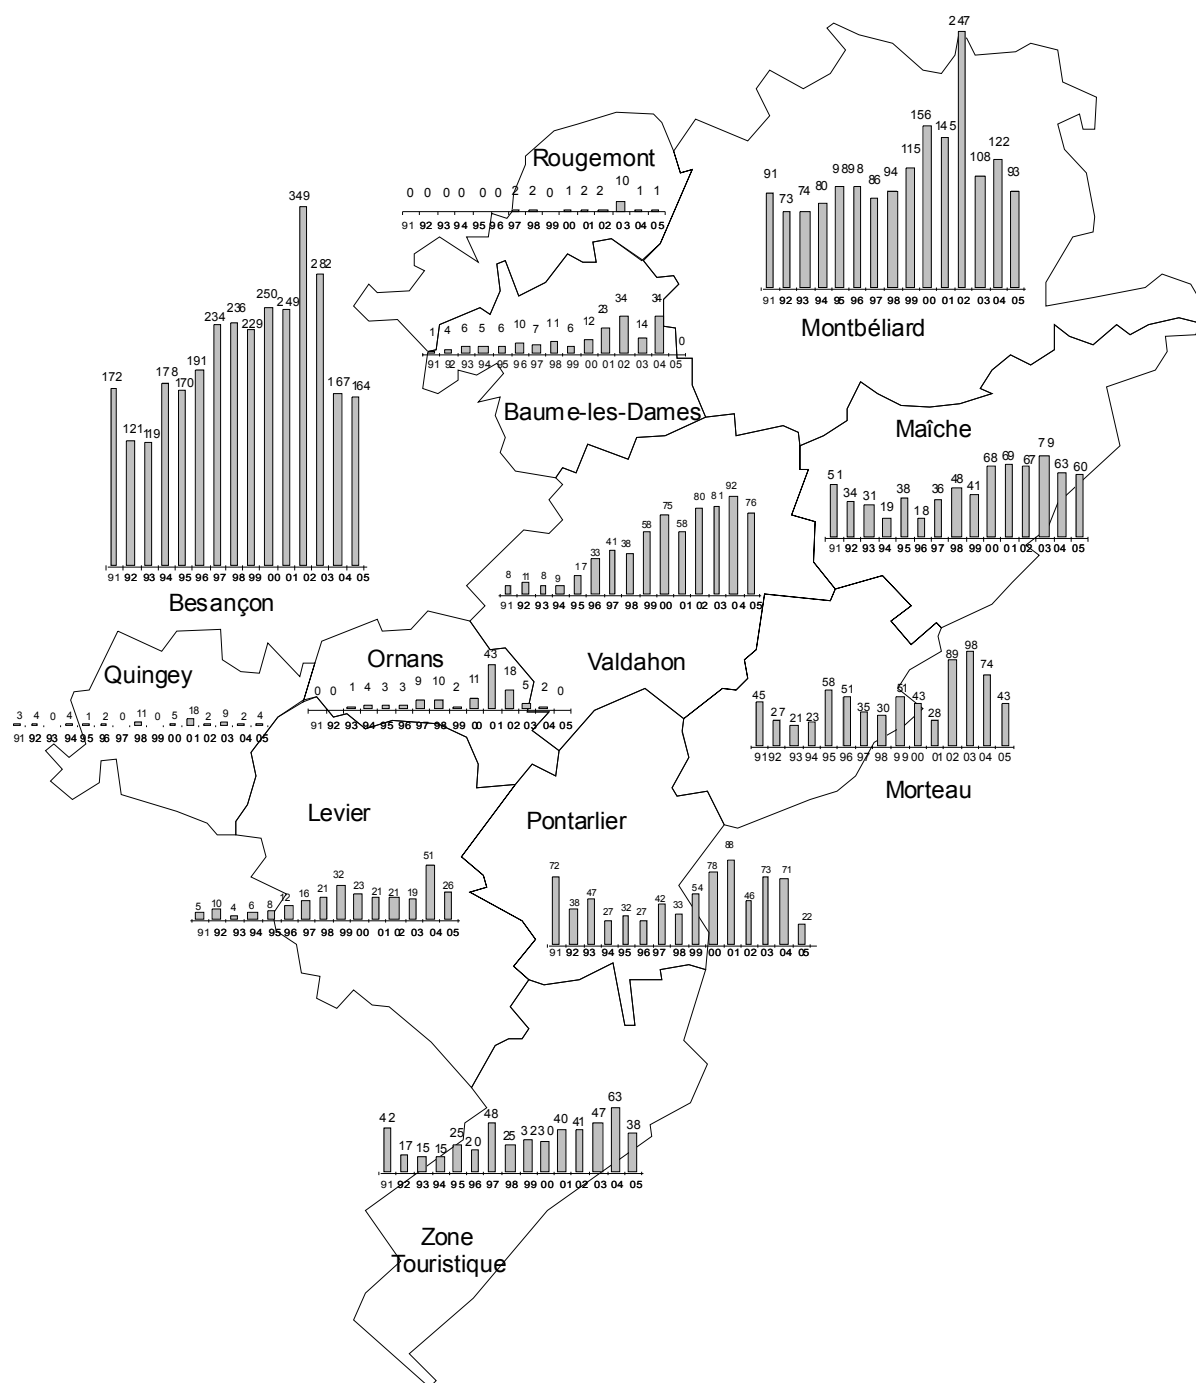 247
156
145
122
115
108
98 98
91
94
93
86
80
73
74
91 92 93 94 95 96 97 98 99 00 01 02 03 04 05
Montbéliard
Rougemont
0 0 0 0 0 0 2 2 0 1 2 2 10 1 1
91 92 93 94 95 96 97 98 99 00 01 02 03 04 05
1 4 6 5 6 10 7 11 6 12 23 34 14 34 0
91 92 93 94 95 96 97 98 99 00 01 02 03 04 05
Baume-les-Dames
172 121 119 178 170 191 234 236 229 250 249 349 282 167 164
91 92 93 94 95 96 97 98 99 00 01 02 03 04 05
Besançon
Maîche
51 34 31 19 38 18 36 48 41 68 69 67 79 63 60
91 92 93 94 95 96 97 98 99 00 01 02 03 04 05
8 11 8 9 17 33 41 38 58 75 58 80 81 92 76
91 92 93 94 95 96 97 98 99 00 01 02 03 04 05
Valdahon
Ornans
0 0 1 4 3 3 9 10 2 11 43 18 5 2 0
91 92 93 94 95 96 97 98 99 00 01 02 03 04 05
Quingey
3 4 0 4 1 2 0 11 0 5 18 2 9 2 4
91 92 93 94 95 96 97 98 99 00 01 02 03 04 05
45 27 21 23 58 51 35 30 51 43 28 89 98 74 43
91 92 93 94 95 96 97 98 99 00 01 02 03 04 05
Morteau
Levier
5 10 4 6 8 12 16 21 32 23 21 21 19 51 26
91 92 93 94 95 96 97 98 99 00 01 02 03 04 05
Pontarlier
72 38 47 27 32 27 42 33 54 78 88 46 73 71 22
91 92 93 94 95 96 97 98 99 00 01 02 03 04 05
42 17 15 15 25 20 48 25 32 30 40 41 47 63 38
91 92 93 94 95 96 97 98 99 00 01 02 03 04 05
Zone
Touristique